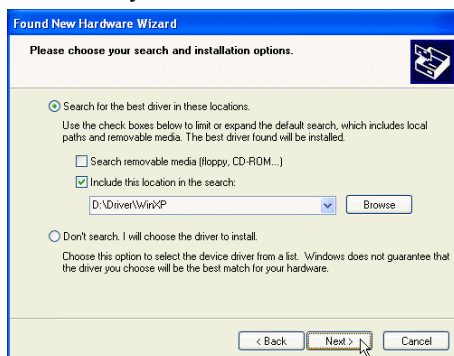 Found New Hardware Wizard
Please choose your search and installation options.
Search for the best driver in these locations.
Use the check boxes below to limit or expand the default search, which includes local
paths and removable media. The best driver found will be installed.
Search removable media (floppy, CD-ROM...)
Include this location in the search:
D:\Driver\WinXP
Browse
Don't search. I will choose the driver to install.
Choose this option to select the device driver from a list. Windows does not guarantee that
the driver you choose will be the best match for your hardware.
< Back
Next >
Cancel